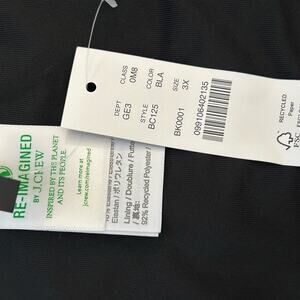 CLASS
0M8
COLOR
BLA
SIZE
3X
DEPT
GE3
STYLE
BC125
BK0001
099106402135
RECYCLED
Paper
RE-IMAGINED
BY J.CREW
INSPIRED BY THE PLANET
AND ITS PEOPLE.
Learn more at
jcrew.com/reimagined
Elastan / ポリウレタン
Lining / Doublure / Futter
/ 裏地:
92% Recycled Polyester /